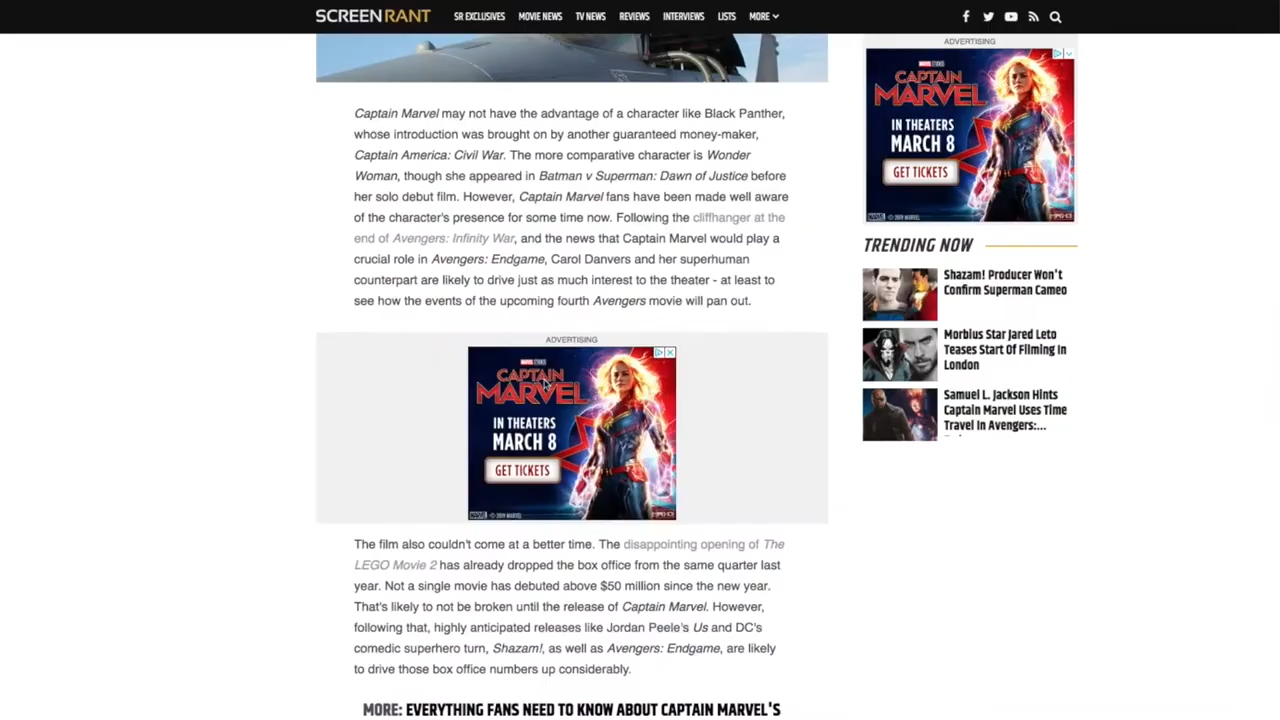 SCREENRANT SR EXCLUSIVES MOVIE NEWS TV NEWS REVIEWS INTERVIEWS LISTS MORE
Captain Marvel may not have the advantage of a character like Black Panther,
whose introduction was brought on by another guaranteed money-maker,
Captain America: Civil War. The more comparative character is Wonder
Woman, though she appeared in Batman v Superman: Dawn of Justice before
her solo debut film. However, Captain Marvel fans have been made well aware
of the character's presence for some time now. Following the cliffhanger at the
end of Avengers: Infinity War, and the news that Captain Marvel would play a
crucial role in Avengers: Endgame, Carol Danvers and her superhuman
counterpart are likely to drive just as much interest to the theater - at least to
see how the events of the upcoming fourth Avengers movie will pan out.
ADVERTISING
MARVEL STUDIOS
CAPTAIN
MARVEL
IN THEATERS
MARCH 8
GET TICKETS
MARVEL © 2019 MARVEL
The film also couldn't come at a better time. The disappointing opening of The
LEGO Movie 2 has already dropped the box office from the same quarter last
year. Not a single movie has debuted above $50 million since the new year.
That's likely to not be broken until the release of Captain Marvel. However,
following that, highly anticipated releases like Jordan Peele's Us and DC's
comedic superhero turn, Shazam!, as well as Avengers: Endgame, are likely
to drive those box office numbers up considerably.
MORE: EVERYTHING FANS NEED TO KNOW ABOUT CAPTAIN MARVEL'S
ADVERTISING
MARVEL STUDIOS
CAPTAIN
MARVEL
IN THEATERS
MARCH 8
GET TICKETS
MARVEL © 2019 MARVEL
TRENDING NOW
Shazam! Producer Won't
Confirm Superman Cameo
Morbius Star Jared Leto
Teases Start Of Filming In
London
Samuel L. Jackson Hints
Captain Marvel Uses Time
Travel In Avengers:...